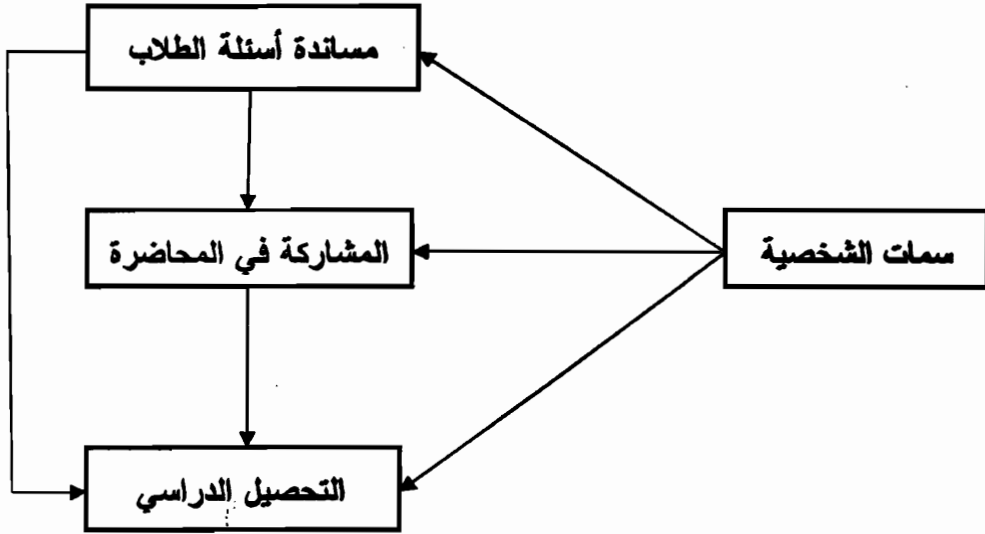 مساندة أسئلة الطلاب
المشاركة في المحاضرة
سمات الشخصية
التحصيل الدراسي